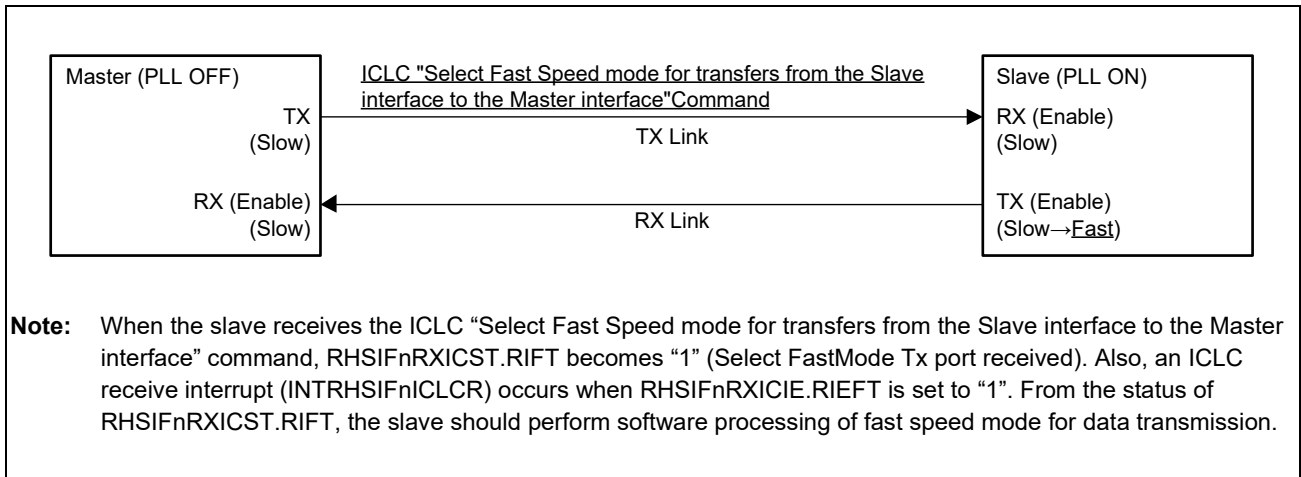 Master (PLL OFF)
ICLC "Select Fast Speed mode for transfers from the Slave
interface to the Master interface"Command
Slave (PLL ON)
TX
(Slow)
TX Link
RX (Enable)
(Slow)
RX (Enable)
(Slow)
RX Link
TX (Enable)
(Slow→Fast)
Note: When the slave receives the ICLC “Select Fast Speed mode for transfers from the Slave interface to the Master
interface” command, RHSIFnRXICST.RIFT becomes “1” (Select FastMode Tx port received). Also, an ICLC
receive interrupt (INTRHSIFnICLCR) occurs when RHSIFnRXICIE.RIEFT is set to “1”. From the status of
RHSIFnRXICST.RIFT, the slave should perform software processing of fast speed mode for data transmission.